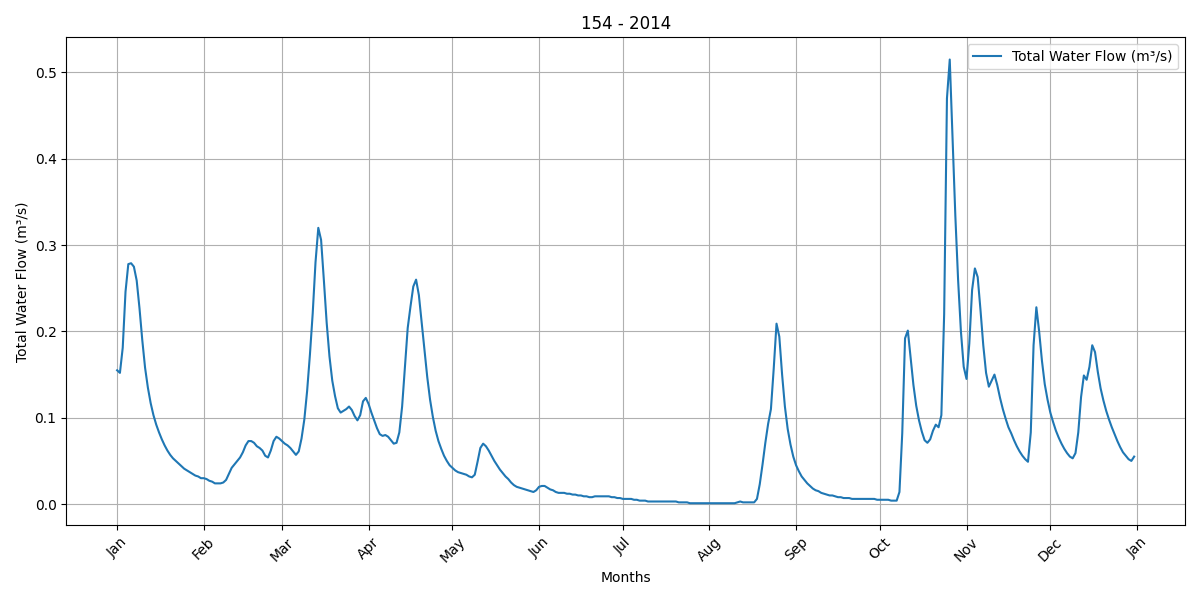 154 - 2014
Total Water Flow (m³/s)
Total Water Flow (m³/s)
0.5
0.4
0.3
0.2
0.1
0.0
Jan
Feb
Mar
Apr
May
Jun
Jul
Aug
Sep
Oct
Nov
Dec
Jan
Months